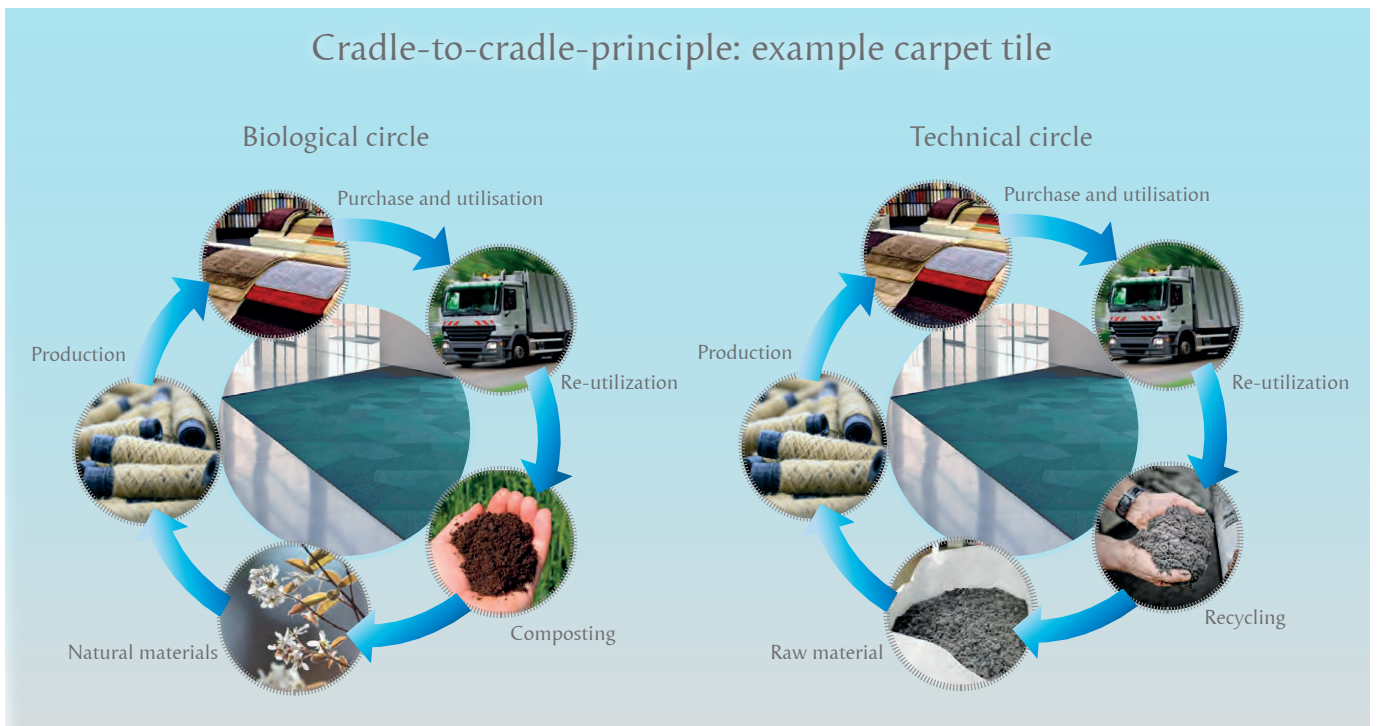 Cradle-to-cradle-principle: example carpet tile
Biological circle
Purchase and utilisation
Production
Re-utilization
Composting
Natural materials
Technical circle
Purchase and utilisation
Production
Re-utilization
Recycling
Raw material